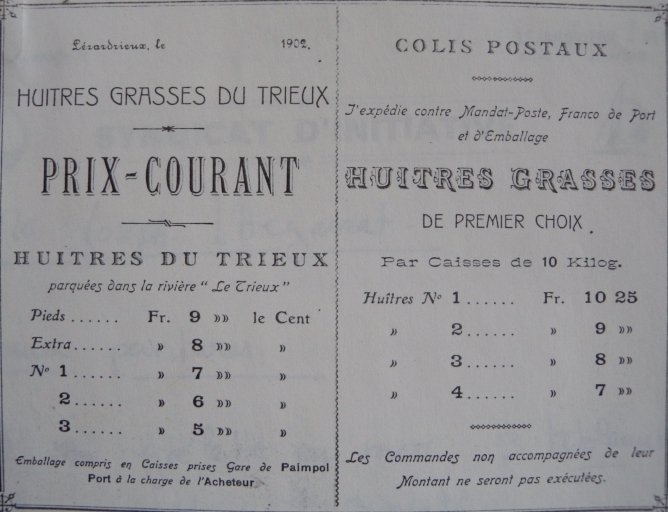 Lézardrieux, le 1902.
HUITRES GRASSES DU TRIEUX
PRIX-COURANT
HUITRES DU TRIEUX
parquées dans la rivière " Le Trieux "
Pieds ...... Fr. 9 »» le Cent
Extra ...... » 8 »» »
Nº 1 ...... » 7 »» »
2 ...... » 6 »» »
3 ...... » 5 »» »
Emballage compris en Caisses prises Gare de Paimpol
Port à la charge de l'Acheteur
COLIS POSTAUX
J'expédie contre Mandat-Poste, Franco de Port
et d'Emballage
HUITRES GRASSES
DE PREMIER CHOIX.
Par Caisses de 10 Kilog.
Huîtres Nº 1 ...... Fr. 10 25
» 2 ...... » 9 »»
» 3 ...... » 8 »»
» 4 ...... » 7 »»
Les Commandes non accompagnées de leur
Montant ne seront pas exécutées.